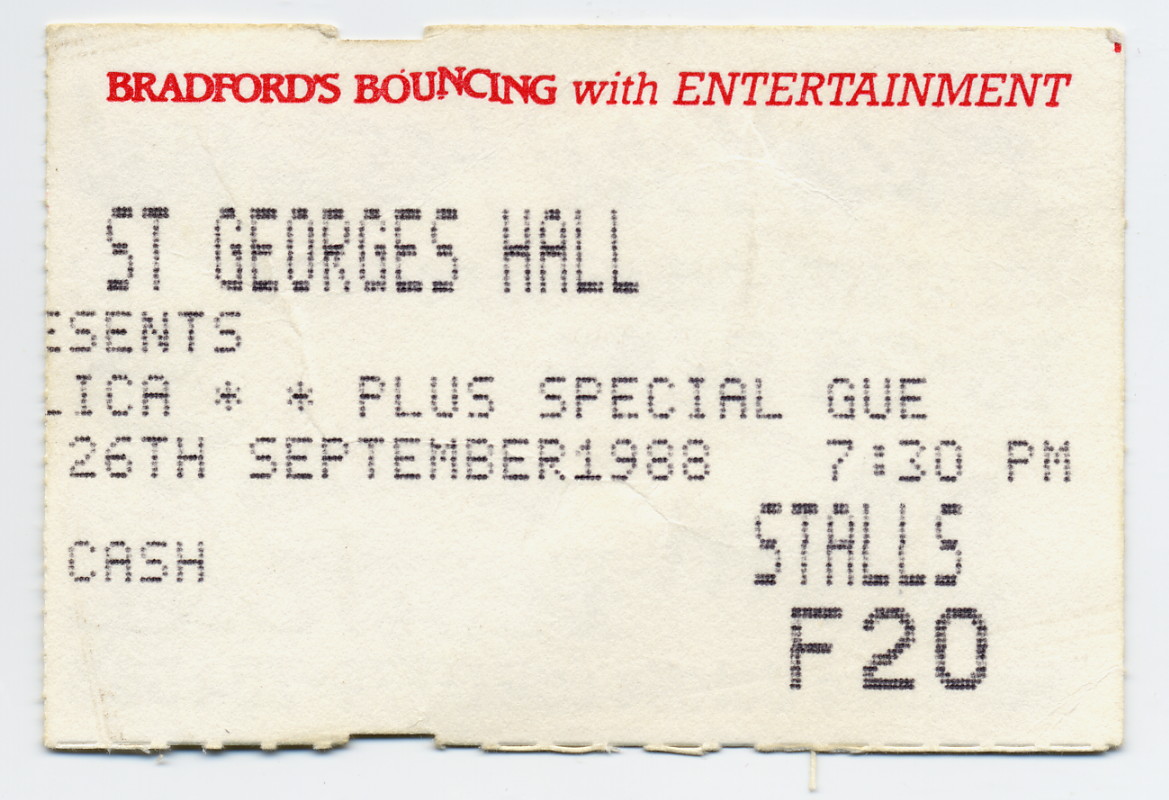 BRADFORD'S BOUNCING with ENTERTAINMENT
ST GEORGES HALL
ESENTS
LICA * * PLUS SPECIAL GUE
26TH SEPTEMBER1988 7:30 PM
STALLS
CASH
F20